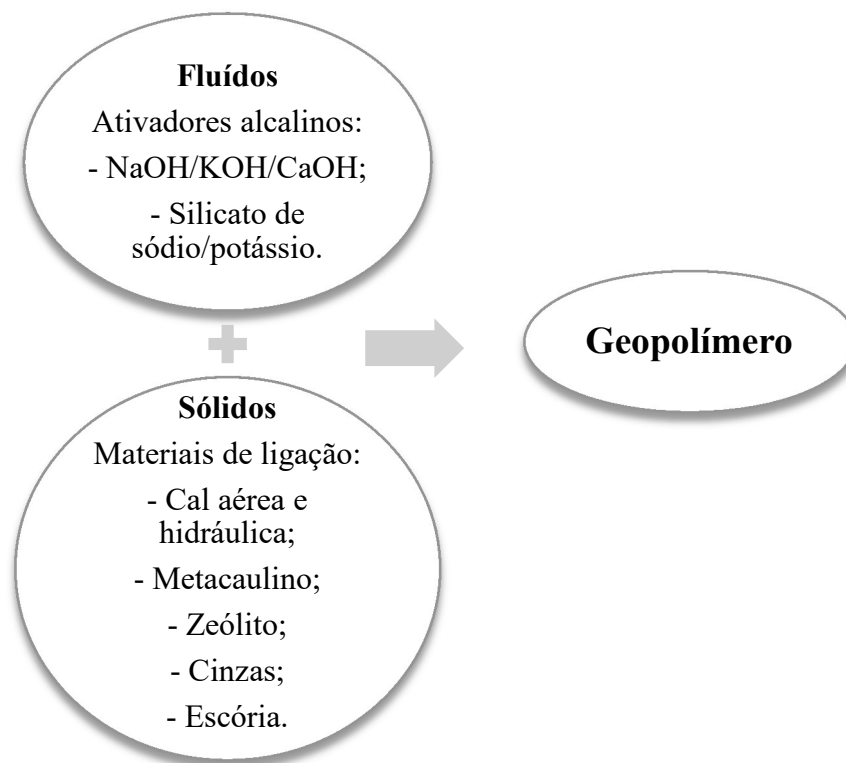 Fluídos
Ativadores alcalinos:
- NaOH/KOH/CaOH;
- Silicato de
sódio/potássio.
Sólidos
Materiais de ligação:
- Cal aérea e
hidráulica;
- Metacaulino;
- Zeólito;
- Cinzas;
- Escória.
Geopolímero